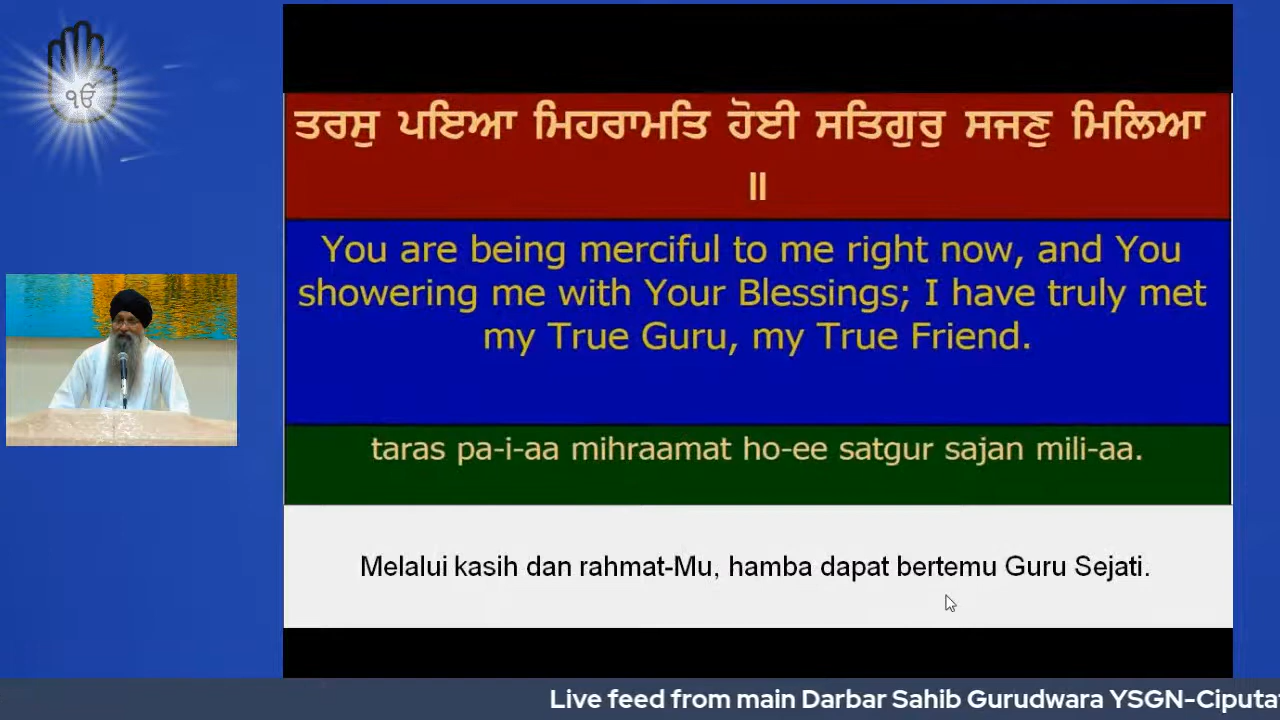 ੴ
ਤਰਸੁ ਪਇਆ ਮਿਹਰਾਮਤਿ ਹੋਈ ਸਤਿਗੁਰੁ ਸਜਣੁ ਮਿਲਿਆ
॥
You are being merciful to me right now, and You
showering me with Your Blessings; I have truly met
my True Guru, my True Friend.
taras pa-i-aa mihraamat ho-ee satgur sajan mili-aa.
Melalui kasih dan rahmat-Mu, hamba dapat bertemu Guru Sejati.
Live feed from main Darbar Sahib Gurudwara YSGN-Ciputa